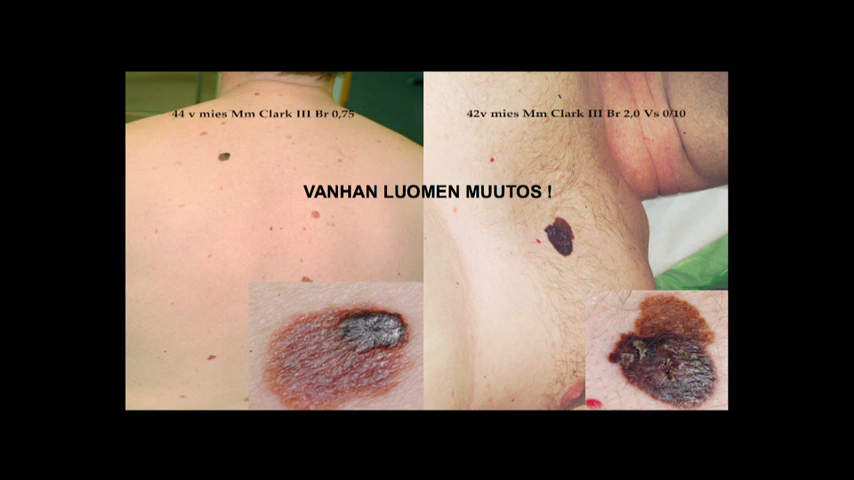 44 v mies Mm Clark III Br 0,75
42v mies Mm Clark III Br 2,0 Vs 0/10
VANHAN LUOMEN MUUTOS !